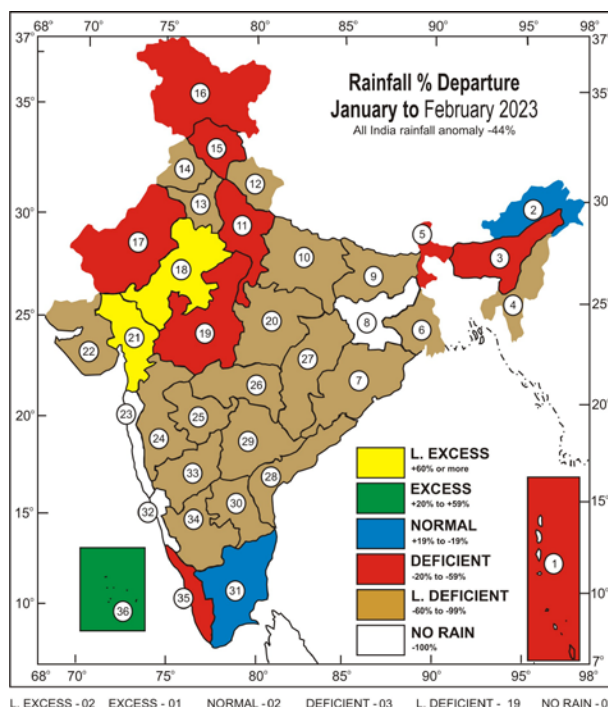 68° 70° 75° 80° 85° 90° 95° 98°
37° 37°
Rainfall % Departure
January to February 2023
All India rainfall anomaly -44%
16
35° 35°
15
14
12
13
30° 30°
2
11
5
17
3
10
18
9
25° 25°
4
8
20
6
19
21
22
27
26
7
23
20° 20°
25
24
29
L. EXCESS
+60% or more
33
28
EXCESS
+20% to +59%
30
32
15° 15°
34
NORMAL
+19% to -19%
DEFICIENT
-20% to -59%
1
31
35
L. DEFICIENT
-60% to -99%
36
10° 10°
NO RAIN
-100%
7°
68° 70° 75° 80° 85° 90° 95° 98°
L. EXCESS - 02 EXCESS - 01 NORMAL - 02 DEFICIENT - 03 L. DEFICIENT - 19 NO RAIN - 0